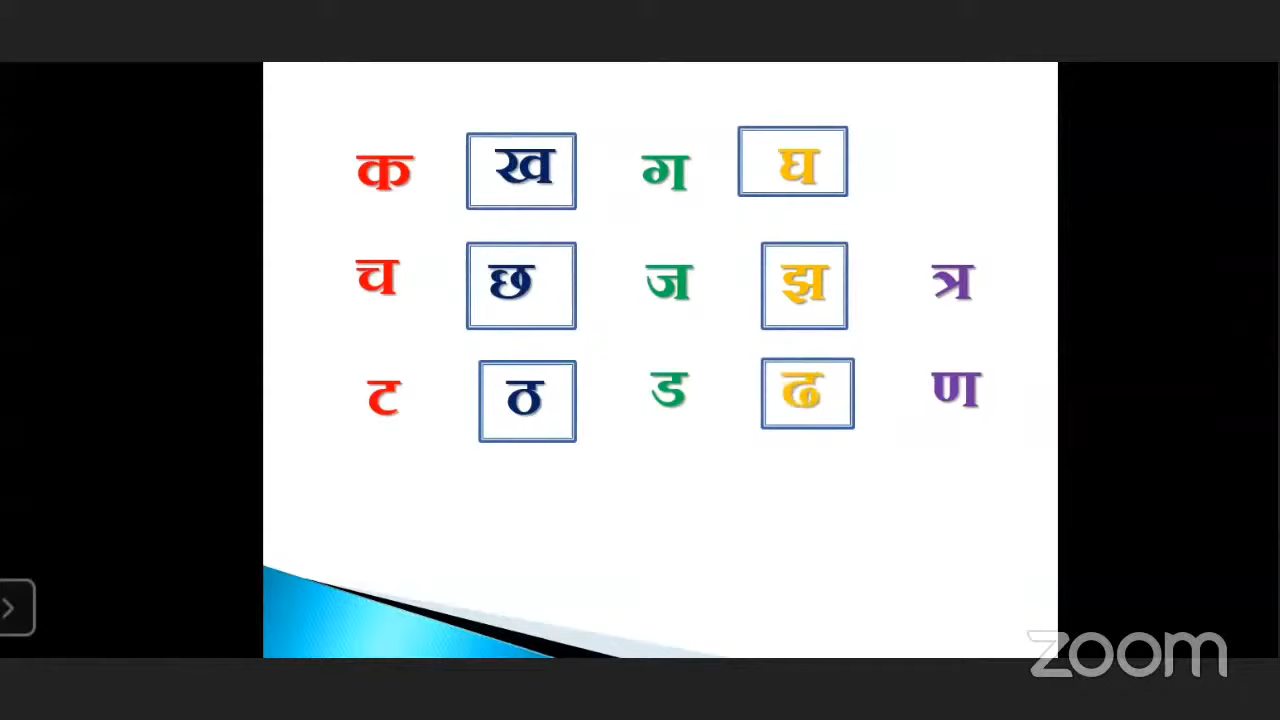 क ख ग घ
च छ ज झ त्र
ट ठ ड ढ ण
zoom